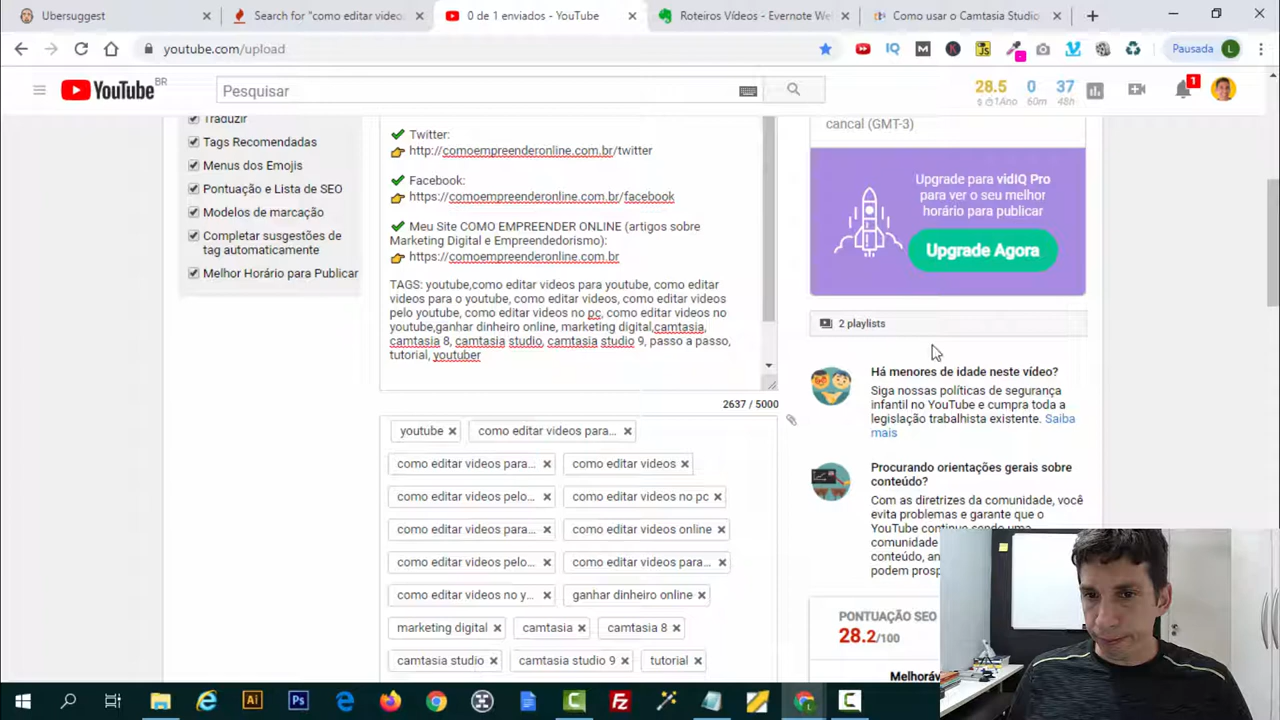 Ubersuggest
Search for "como editar video.
0 de 1 enviados - YouTube
Roteiros Vídeos - Evernote Wel
Como usar o Camtasia Studio
youtube.com/upload
Pausada
L
YouTube
BR
Pesquisar
28.5 0 37
1Ano 60m 48h
1
Traduzir
Tags Recomendadas
Menus dos Emojis
Pontuação e Lista de SEO
Modelos de marcação
Completar susgestões de
tag automaticamente
Melhor Horário para Publicar
Twitter:
http://comoempreenderonline.com.br/twitter
Facebook:
https://comoempreenderonline.com.br/facebook
Meu Site COMO EMPREENDER ONLINE (artigos sobre
Marketing Digital e Empreendedorismo):
https://comoempreenderonline.com.br
TAGS: youtube,como editar videos para youtube, como editar
videos para o youtube, como editar videos, como editar videos
pelo youtube, como editar videos no pc, como editar videos no
youtube,ganhar dinheiro online, marketing digital,camtasia,
camtasia 8, camtasia studio, camtasia studio 9, passo a passo,
tutorial, youtuber
2637 / 5000
youtube como editar videos para...
como editar videos para... como editar videos
como editar videos pelo... como editar videos no pc
como editar videos para... como editar videos online
como editar videos pelo... como editar videos para...
como editar videos no y... ganhar dinheiro online
marketing digital camtasia camtasia 8
camtasia studio camtasia studio 9 tutorial
cancal (GMT-3)
Upgrade para vidIQ Pro
para ver o seu melhor
horário para publicar
Upgrade Agora
2 playlists
Há menores de idade neste vídeo?
Siga nossas políticas de segurança
infantil no YouTube e cumpra toda a
legislação trabalhista existente. Saiba
mais
Procurando orientações gerais sobre
conteúdo?
Com as diretrizes da comunidade, você
evita problemas e garante que o
YouTube continue sendo uma
comunidade
conteúdo, an
podem prosp
PONTUAÇÃO SEO
28.2/100
Melhoráv